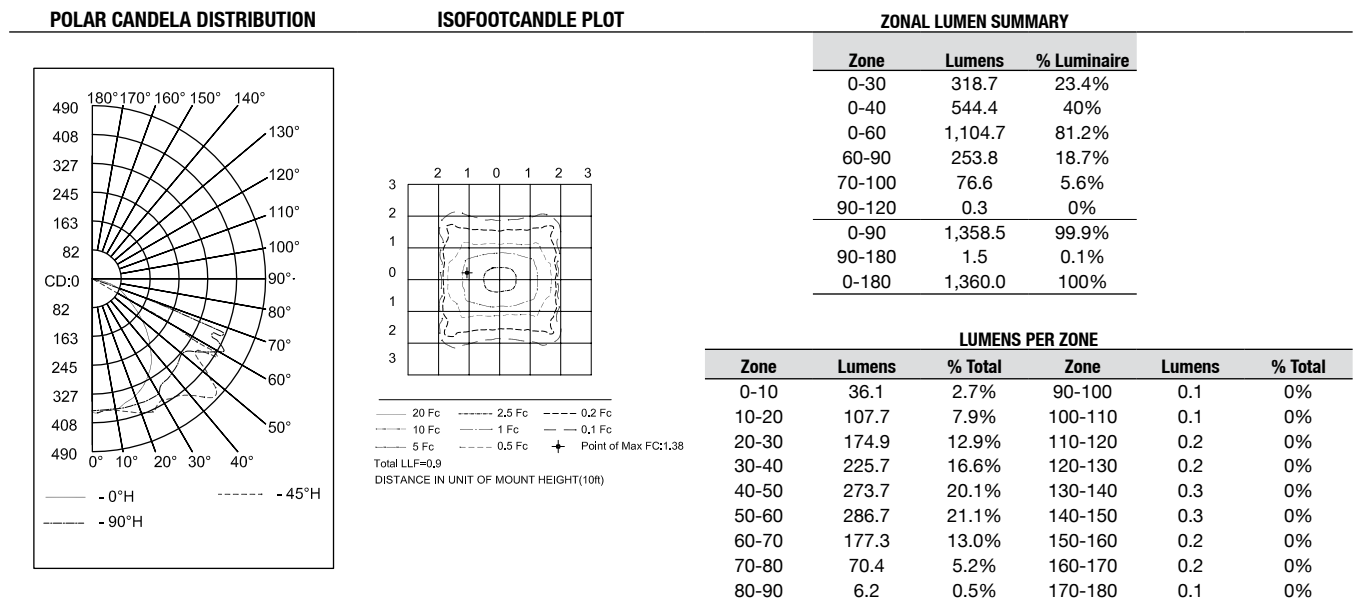 POLAR CANDELA DISTRIBUTION
490
408
327
245
163
82
CD:0
82
163
245
327
408
490
180° 170° 160° 150° 140°
130°
120°
110°
100°
90°
80°
70°
60°
50°
0° 10° 20° 30° 40°
- 0°H
- 45°H
- 90°H
ISOFOOTCANDLE PLOT
2 1 0 1 2 3
3
2
1
0
1
2
3
20 Fc 2.5 Fc 0.2 Fc
10 Fc 1 Fc 0.1 Fc
5 Fc 0.5 Fc Point of Max FC:1.38
Total LLF=0.9
DISTANCE IN UNIT OF MOUNT HEIGHT(10ft)
ZONAL LUMEN SUMMARY
Zone Lumens % Luminaire
0-30 318.7 23.4%
0-40 544.4 40%
0-60 1,104.7 81.2%
60-90 253.8 18.7%
70-100 76.6 5.6%
90-120 0.3 0%
0-90 1,358.5 99.9%
90-180 1.5 0.1%
0-180 1,360.0 100%
LUMENS PER ZONE
Zone Lumens % Total Zone Lumens % Total
0-10 36.1 2.7% 90-100 0.1 0%
10-20 107.7 7.9% 100-110 0.1 0%
20-30 174.9 12.9% 110-120 0.2 0%
30-40 225.7 16.6% 120-130 0.2 0%
40-50 273.7 20.1% 130-140 0.3 0%
50-60 286.7 21.1% 140-150 0.3 0%
60-70 177.3 13.0% 150-160 0.2 0%
70-80 70.4 5.2% 160-170 0.2 0%
80-90 6.2 0.5% 170-180 0.1 0%